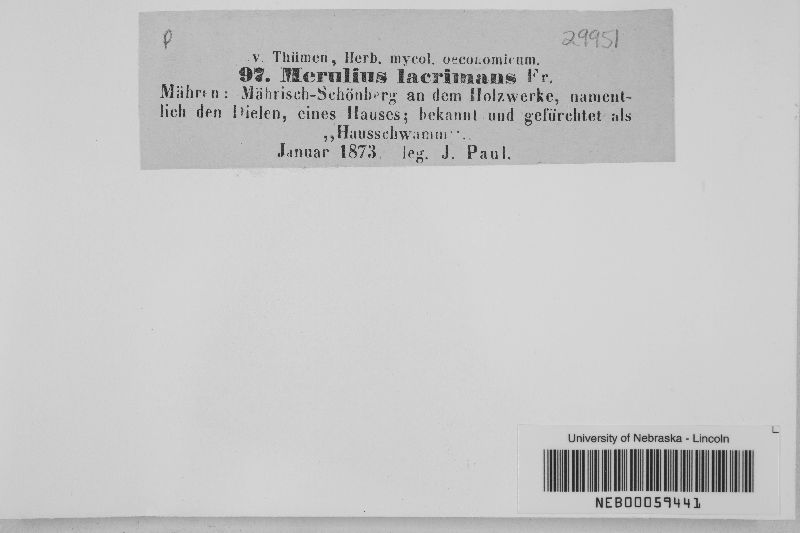 p
29951
v. Thümen, Herb. mycol. oeconomicum.
97. Merulius lacrimans Fr.
Mähren: Mährisch-Schönberg an dem Holzwerke, nament-
lich den Dielen, eines Hauses; bekannt und gefürchtet als
„Hausschwamm“.
Januar 1873. leg. J. Paul.
University of Nebraska - Lincoln
NEB00059441